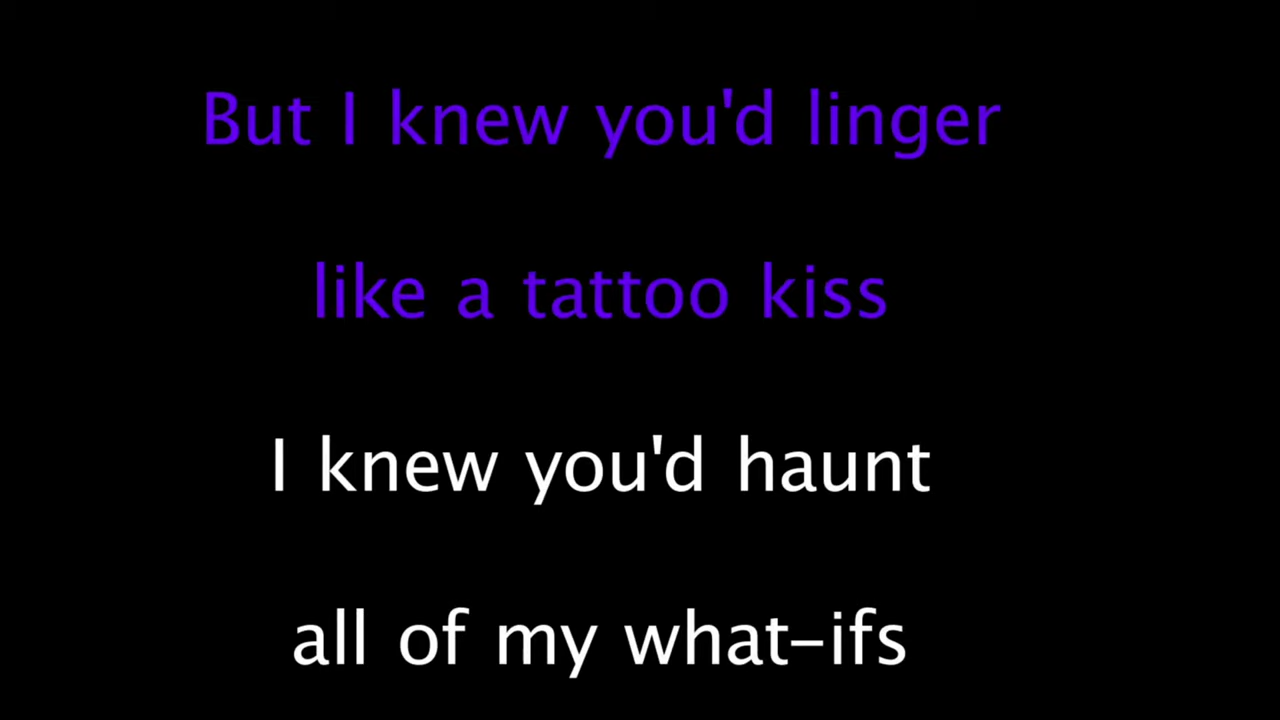 But I knew you'd linger
like a tattoo kiss
I knew you'd haunt
all of my what-ifs